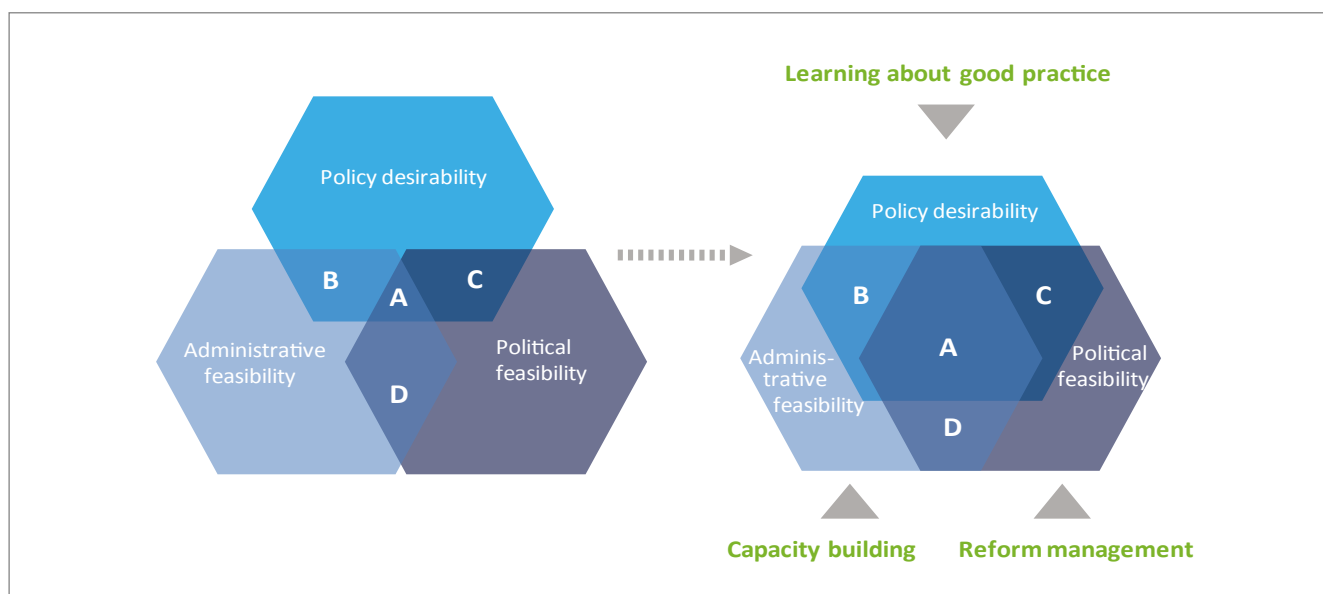 Policy desirability
B
A
C
Administrative
feasibility
Political
feasibility
D
Learning about good practice
Policy desirability
B
C
A
Adminis-
trative
feasibility
Political
feasibility
D
Capacity building
Reform management